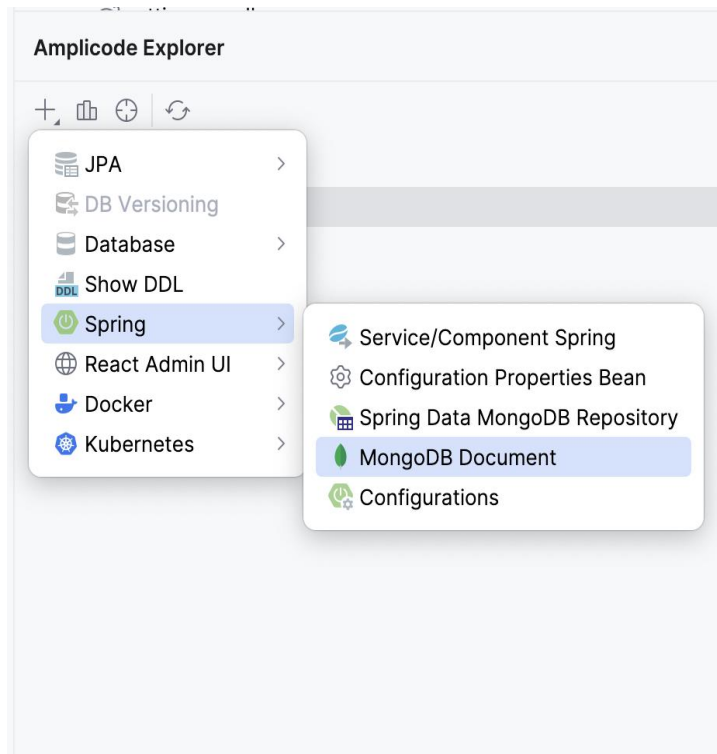 Amplicode Explorer
JPA
DB Versioning
Database
DDL Show DDL
Spring
React Admin UI
Docker
Kubernetes
Service/Component Spring
Configuration Properties Bean
Spring Data MongoDB Repository
MongoDB Document
Configurations